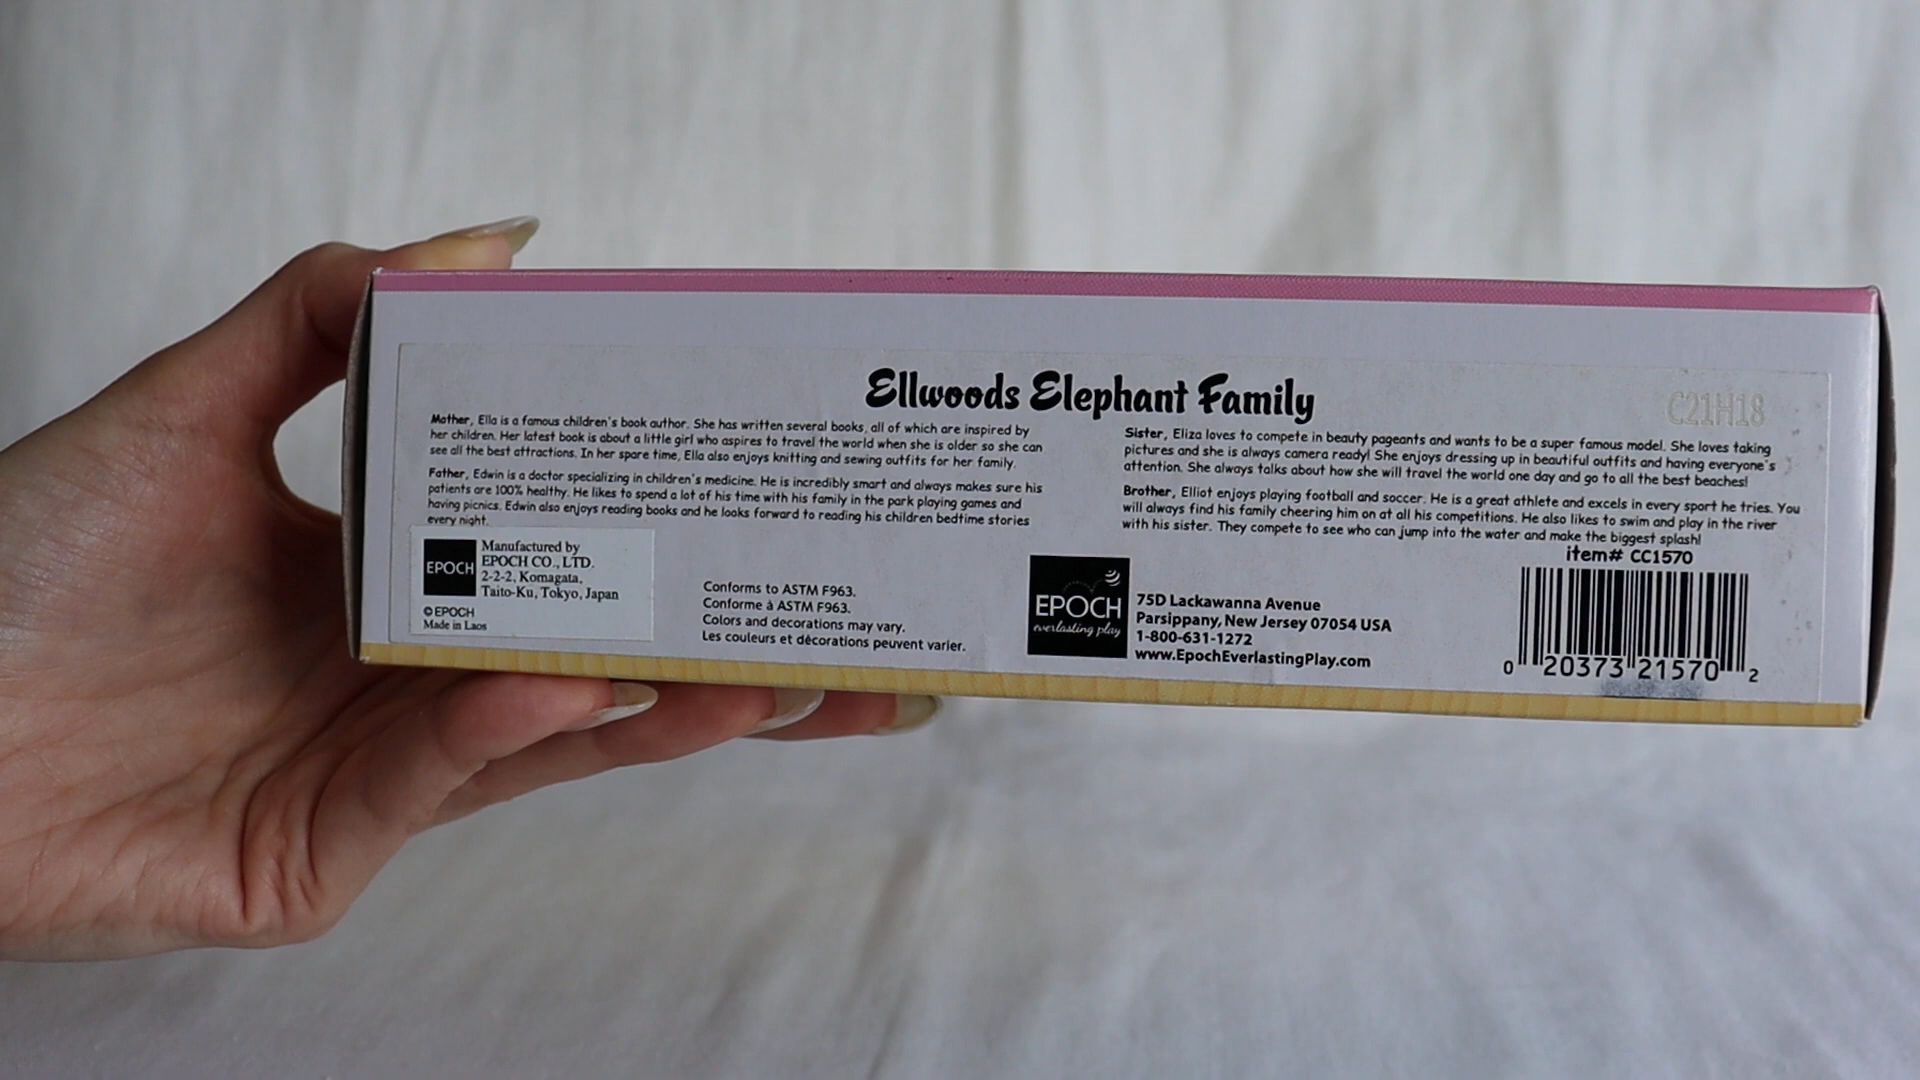 Ellwoods Elephant Family
C21H18
Mother, Ella is a famous children's book author. She has written several books, all of which are inspired by
her children. Her latest book is about a little girl who aspires to travel the world when she is older so she can
see all the best attractions. In her spare time, Ella also enjoys knitting and sewing outfits for her family.
Father, Edwin is a doctor specializing in children's medicine. He is incredibly smart and always makes sure his
patients are 100% healthy. He likes to spend a lot of his time with his family in the park playing games and
having picnics. Edwin also enjoys reading books and he looks forward to reading his children bedtime stories
every night.
Sister, Eliza loves to compete in beauty pageants and wants to be a super famous model. She loves taking
pictures and she is always camera ready! She enjoys dressing up in beautiful outfits and having everyone's
attention. She always talks about how she will travel the world one day and go to all the best beaches!
Brother, Elliot enjoys playing football and soccer. He is a great athlete and excels in every sport he tries. You
will always find his family cheering him on at all his competitions. He also likes to swim and play in the river
with his sister. They compete to see who can jump into the water and make the biggest splash!
EPOCH
Manufactured by
EPOCH CO., LTD.
2-2-2, Komagata,
Taito-Ku, Tokyo, Japan
© EPOCH
Made in Laos
Conforms to ASTM F963.
Conforme à ASTM F963.
Colors and decorations may vary.
Les couleurs et décorations peuvent varier.
EPOCH
everlasting play
75D Lackawanna Avenue
Parsippany, New Jersey 07054 USA
1-800-631-1272
www.EpochEverlastingPlay.com
item# CC1570
0 20373 21570 2